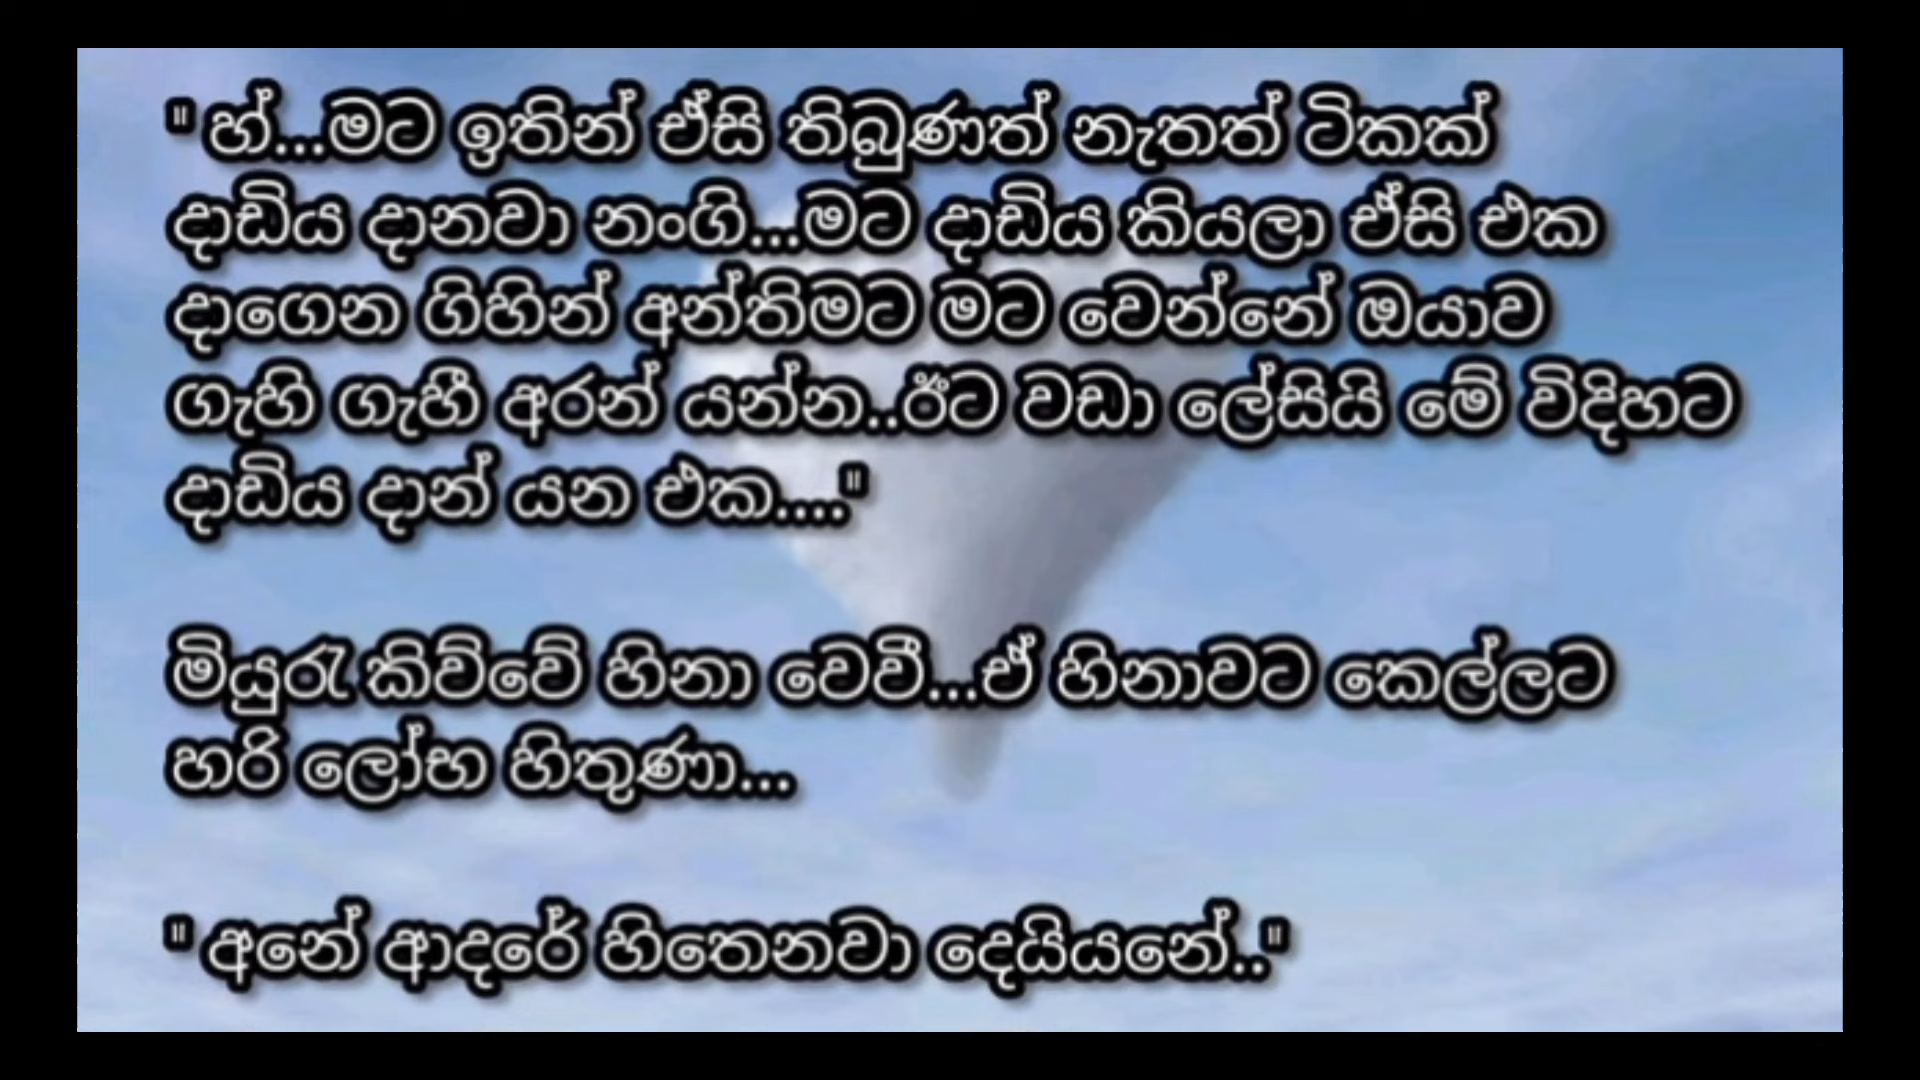 " හ්...මට ඉතින් ඒසි තිබුණත් නැතත් ටිකක්
දාඩිය දානවා නංගි...මට දාඩිය කියලා ඒසි එක
දාගෙන ගිහින් අන්තිමට මට වෙන්නේ ඔයාව
ගැහි ගැහී අරන් යන්න..ඊට වඩා ලේසියි මේ විදිහට
දාඩිය දාන් යන එක...."
මියුරැ කිව්වේ හිනා වෙවී...ඒ හිනාවට කෙල්ලට
හරි ලෝභ හිතුණා...
" අනේ ආදරේ හිතෙනවා දෙයියනේ.."